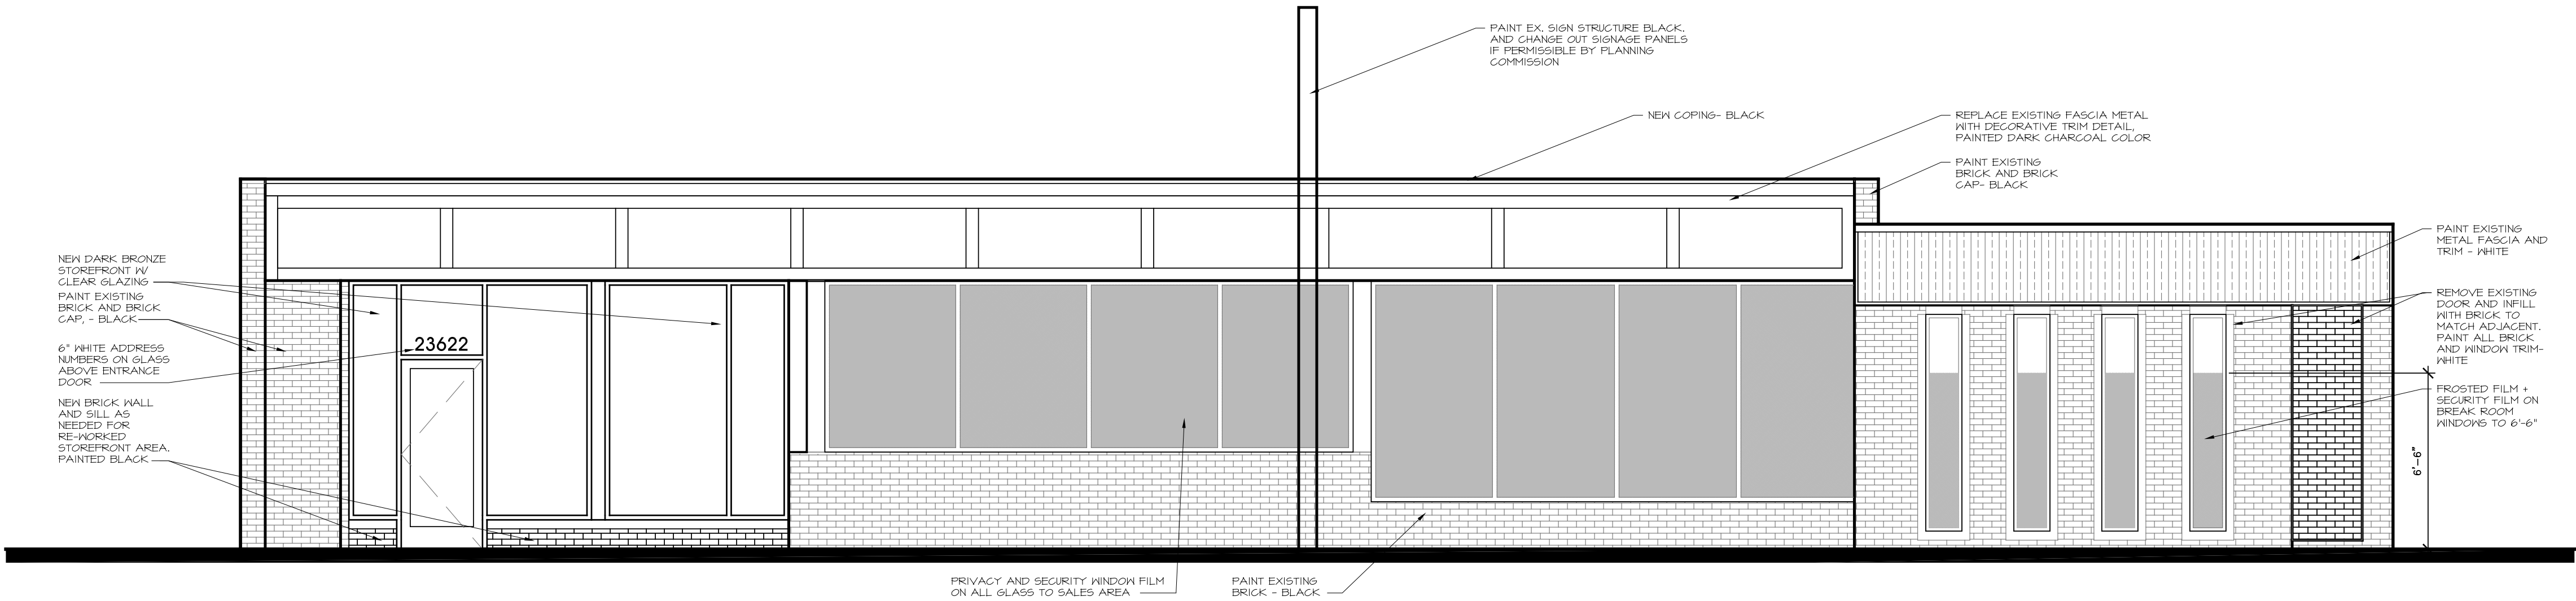 PAINT EX. SIGN STRUCTURE BLACK,
AND CHANGE OUT SIGNAGE PANELS
IF PERMISSIBLE BY PLANNING
COMMISSION
NEW COPING- BLACK
REPLACE EXISTING FASCIA METAL
WITH DECORATIVE TRIM DETAIL,
PAINTED DARK CHARCOAL COLOR
PAINT EXISTING
BRICK AND BRICK
CAP- BLACK
PAINT EXISTING
METAL FASCIA AND
TRIM - WHITE
NEW DARK BRONZE
STOREFRONT W/
CLEAR GLAZING
PAINT EXISTING
BRICK AND BRICK
CAP, - BLACK
6" WHITE ADDRESS
NUMBERS ON GLASS
ABOVE ENTRANCE
DOOR
NEW BRICK WALL
AND SILL AS
NEEDED FOR
RE-WORKED
STOREFRONT AREA.
PAINTED BLACK
23622
REMOVE EXISTING
DOOR AND INFILL
WITH BRICK TO
MATCH ADJACENT.
PAINT ALL BRICK
AND WINDOW TRIM-
WHITE
FROSTED FILM +
SECURITY FILM ON
BREAK ROOM
WINDOWS TO 6'-6"
6'-6"
PRIVACY AND SECURITY WINDOW FILM
ON ALL GLASS TO SALES AREA
PAINT EXISTING
BRICK - BLACK